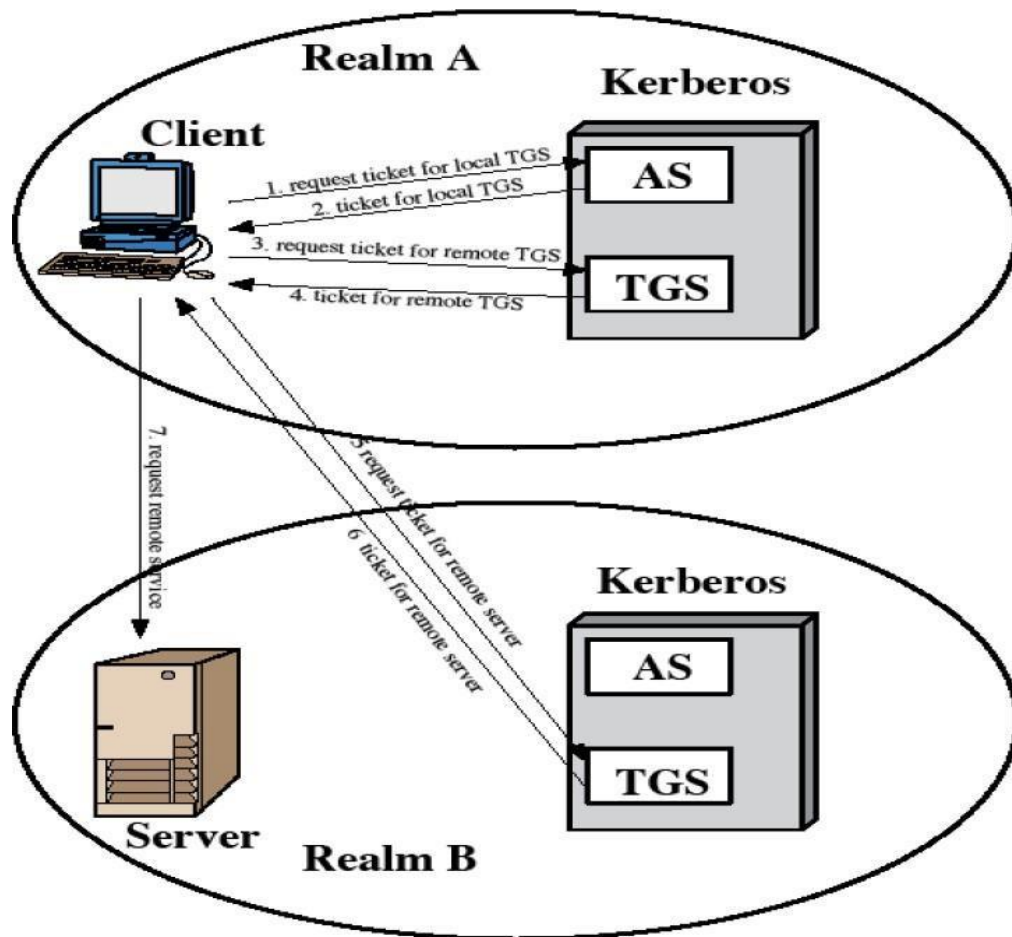 Realm A
Kerberos
Client
1. request ticket for local TGS
AS
2. ticket for local TGS
3. request ticket for remote TGS
TGS
4. ticket for remote TGS
7. request remote service
5 request ticket for remote server
6 ticket for remote server
Kerberos
AS
TGS
Server
Realm B